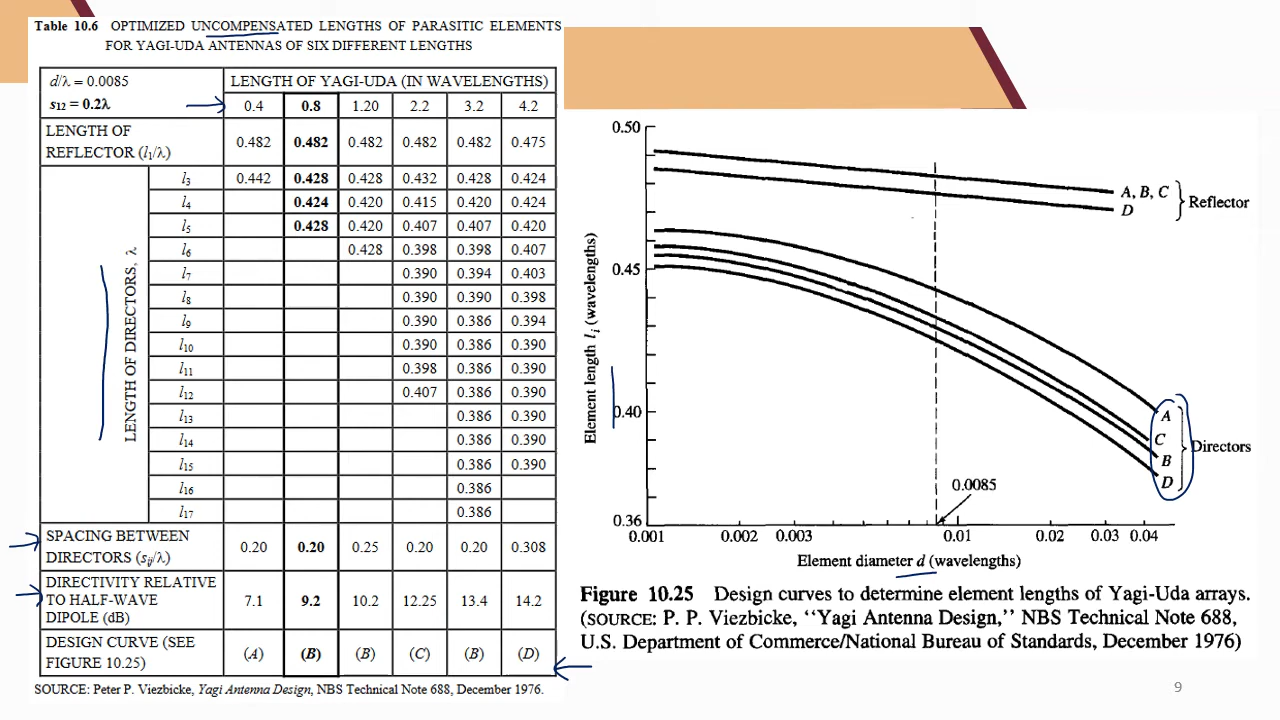 Table 10.6 OPTIMIZED UNCOMPENSATED LENGTHS OF PARASITIC ELEMENTS
FOR YAGI-UDA ANTENNAS OF SIX DIFFERENT LENGTHS
d/λ = 0.0085
s12 = 0.2λ
LENGTH OF YAGI-UDA (IN WAVELENGTHS)
0.4 0.8 1.20 2.2 3.2 4.2
LENGTH OF
REFLECTOR (l1/λ)
0.482 0.482 0.482 0.482 0.482 0.475
LENGTH OF DIRECTORS, λ
l3 0.442 0.428 0.428 0.432 0.428 0.424
l4 0.424 0.420 0.415 0.420 0.424
l5 0.428 0.420 0.407 0.407 0.420
l6 0.428 0.398 0.398 0.407
l7 0.390 0.394 0.403
l8 0.390 0.390 0.398
l9 0.390 0.386 0.394
l10 0.390 0.386 0.390
l11 0.398 0.386 0.390
l12 0.407 0.386 0.390
l13 0.386 0.390
l14 0.386 0.390
l15 0.386 0.390
l16 0.386
l17 0.386
SPACING BETWEEN
DIRECTORS (sij/λ)
0.20 0.20 0.25 0.20 0.20 0.308
DIRECTIVITY RELATIVE
TO HALF-WAVE
DIPOLE (dB)
7.1 9.2 10.2 12.25 13.4 14.2
DESIGN CURVE (SEE
FIGURE 10.25)
(A) (B) (B) (C) (B) (D)
SOURCE: Peter P. Viezbicke, Yagi Antenna Design, NBS Technical Note 688, December 1976.
Element length li (wavelengths)
0.50
0.45
0.40
0.36
A, B, C
D
Reflector
A
C
B
D
Directors
0.0085
0.001 0.002 0.003 0.01 0.02 0.03 0.04
Element diameter d (wavelengths)
Figure 10.25 Design curves to determine element lengths of Yagi-Uda arrays.
(SOURCE: P. P. Viezbicke, "Yagi Antenna Design," NBS Technical Note 688,
U.S. Department of Commerce/National Bureau of Standards, December 1976)
9